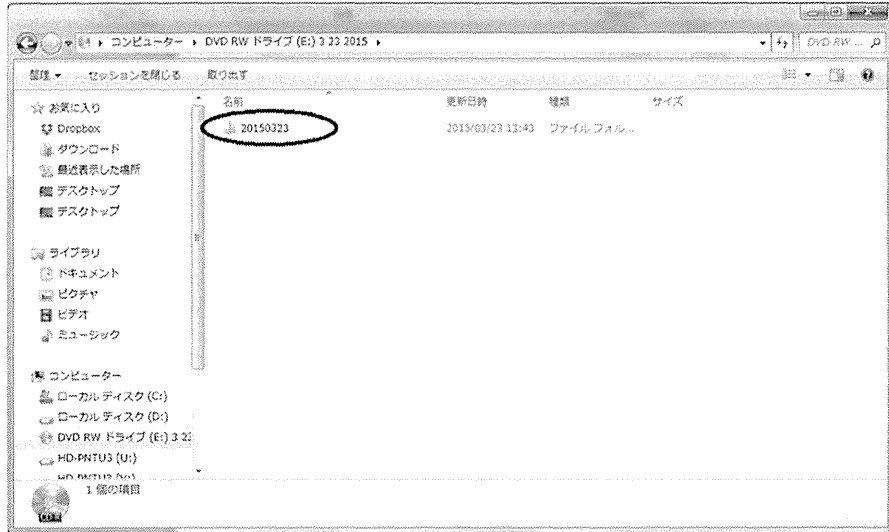 コンピューター ▸ DVD RW ドライブ (E:) 3 23 2015 ▸
DVD RW ...
整理 ▾ セッションを閉じる 取り出す
お気に入り
Dropbox
ダウンロード
最近表示した場所
デスクトップ
デスクトップ
ライブラリ
ドキュメント
ピクチャ
ビデオ
ミュージック
コンピューター
ローカル ディスク (C:)
ローカル ディスク (D:)
DVD RW ドライブ (E:) 3 23
HD-PNTU3 (U:)
名前 更新日時 種類 サイズ
20150323 2015/03/23 13:43 ファイル フォル...
1 個の項目